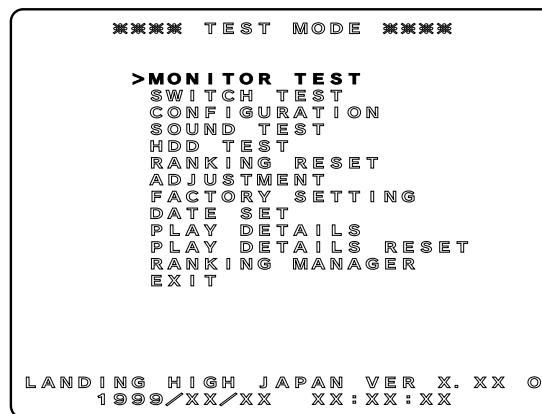 ※※※※ TEST MODE ※※※※
>MONITOR TEST
SWITCH TEST
CONFIGURATION
SOUND TEST
HDD TEST
RANKING RESET
ADJUSTMENT
FACTORY SETTING
DATE SET
PLAY DETAILS
PLAY DETAILS RESET
RANKING MANAGER
EXIT
LANDING HIGH JAPAN VER X.XX O
1999/XX/XX XX:XX:XX